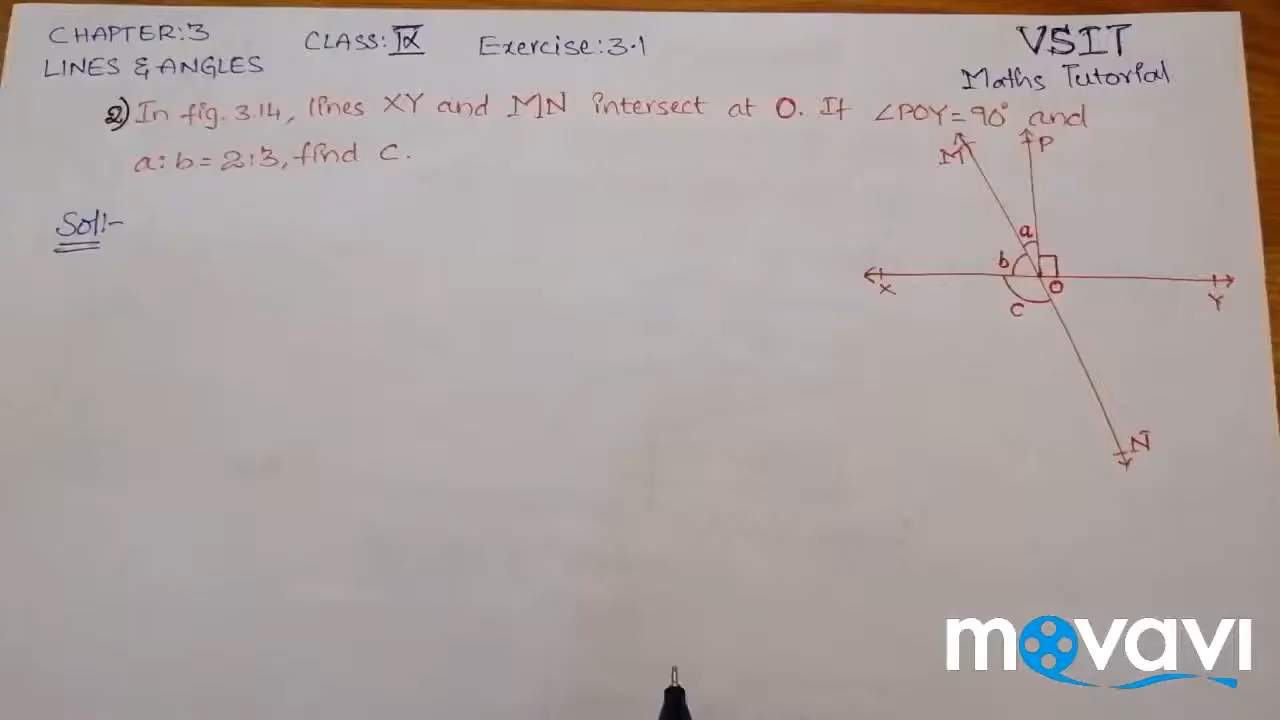 CHAPTER:3 CLASS: IX Exercise:3.1 VSIT
LINES & ANGLES Maths Tutorial
2) In fig. 3.14, lines XY and MN intersect at O. If ∠POY = 90° and
a:b = 2:3, find C.
Sol:-
M P
a
b
X O Y
C
N
movavi